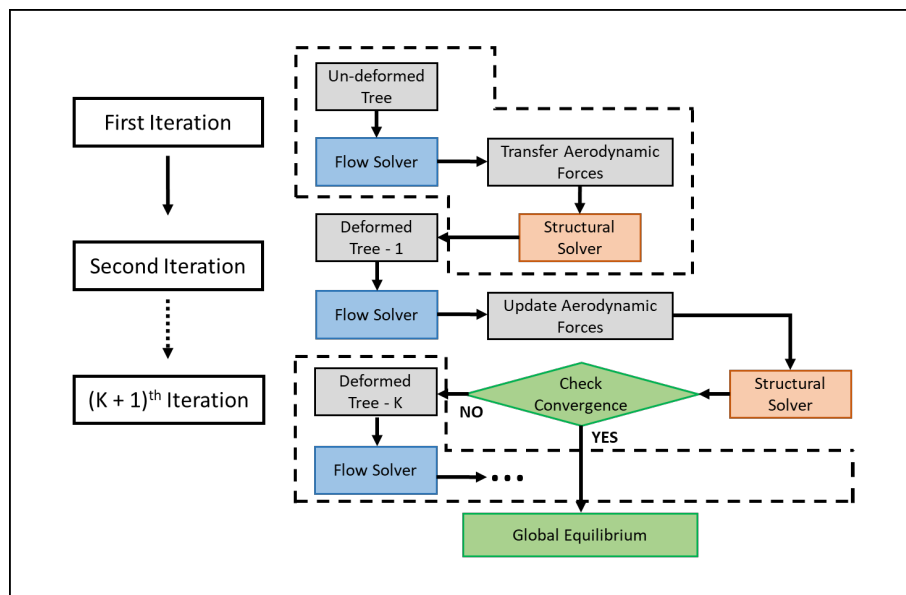 First Iteration
Second Iteration
(K + 1)th Iteration
Un-deformed
Tree
Flow Solver
Transfer Aerodynamic
Forces
Structural
Solver
Deformed
Tree - 1
Flow Solver
Update Aerodynamic
Forces
Structural
Solver
Check
Convergence
NO
YES
Deformed
Tree - K
Flow Solver
...
Global Equilibrium